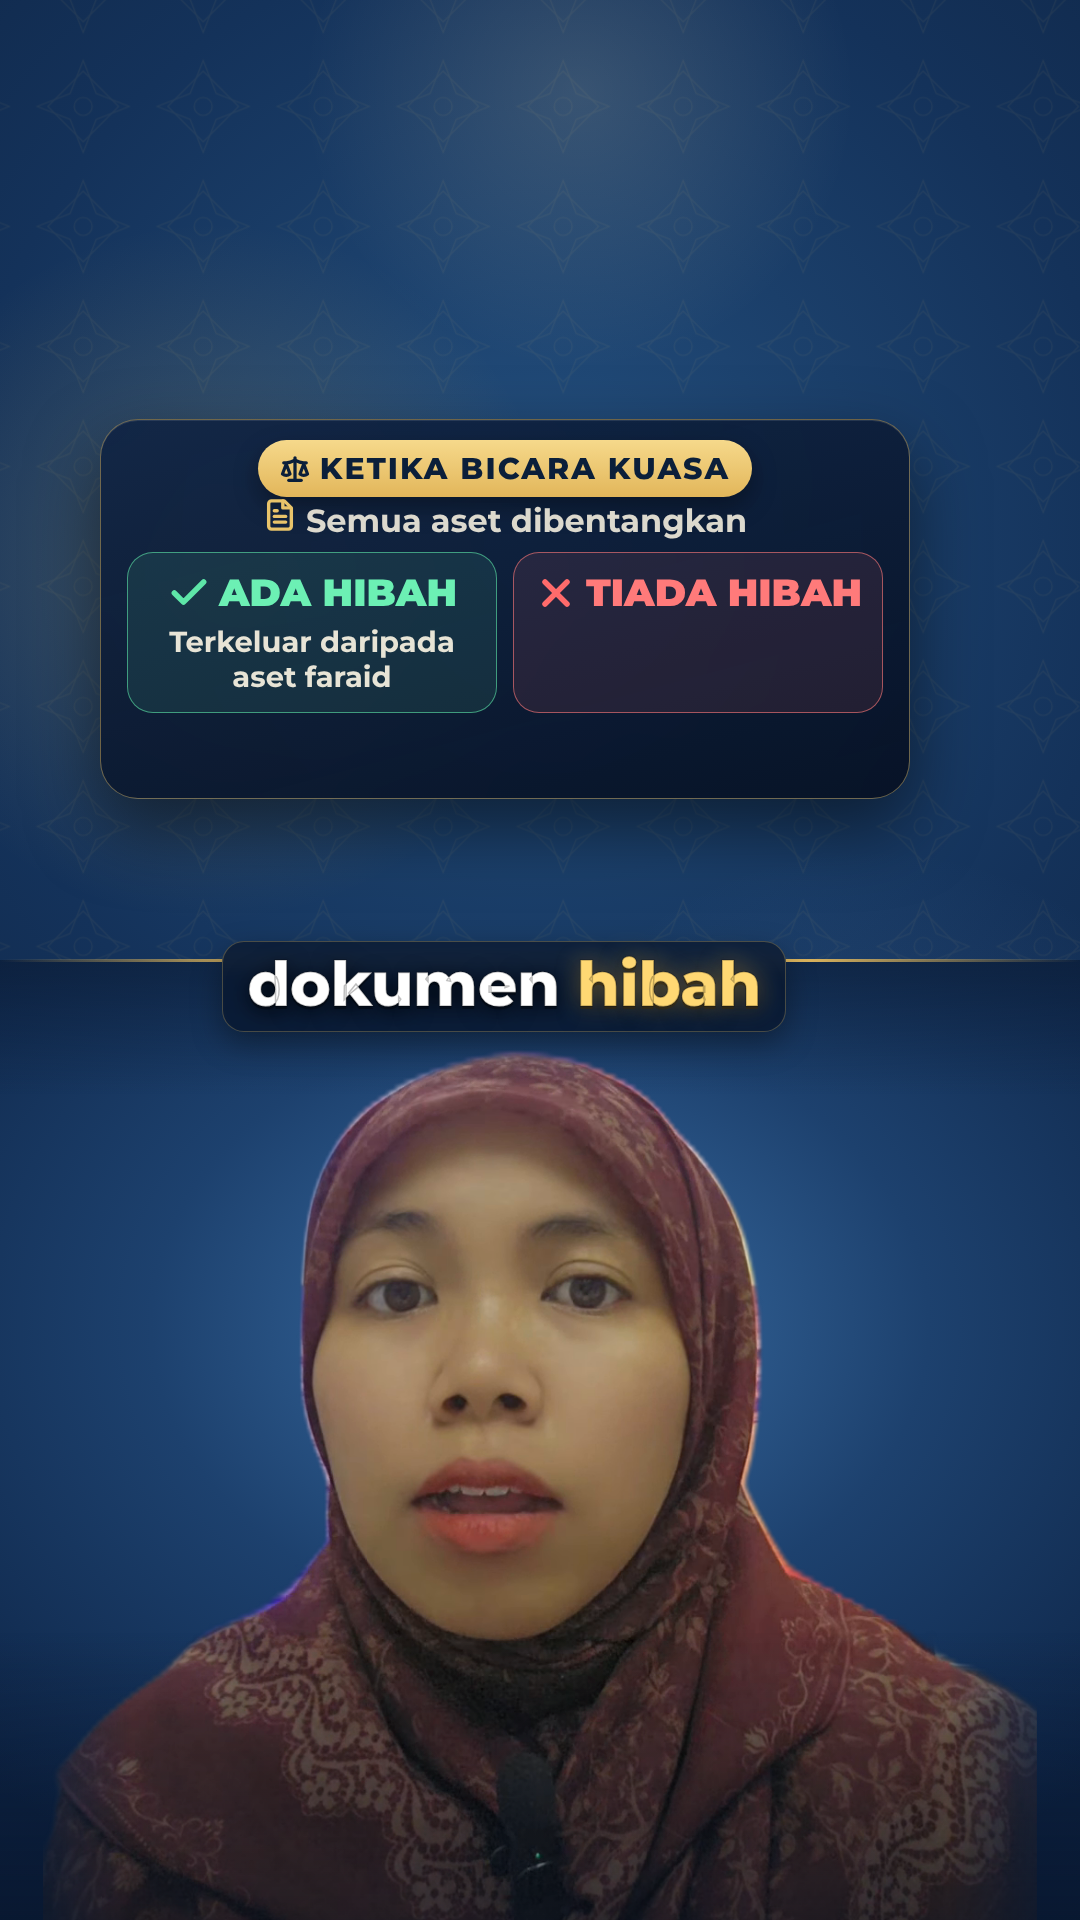 KETIKA BICARA KUASA
Semua aset dibentangkan
ADA HIBAH
Terkeluar daripada
aset faraid
TIADA HIBAH
dokumen hibah